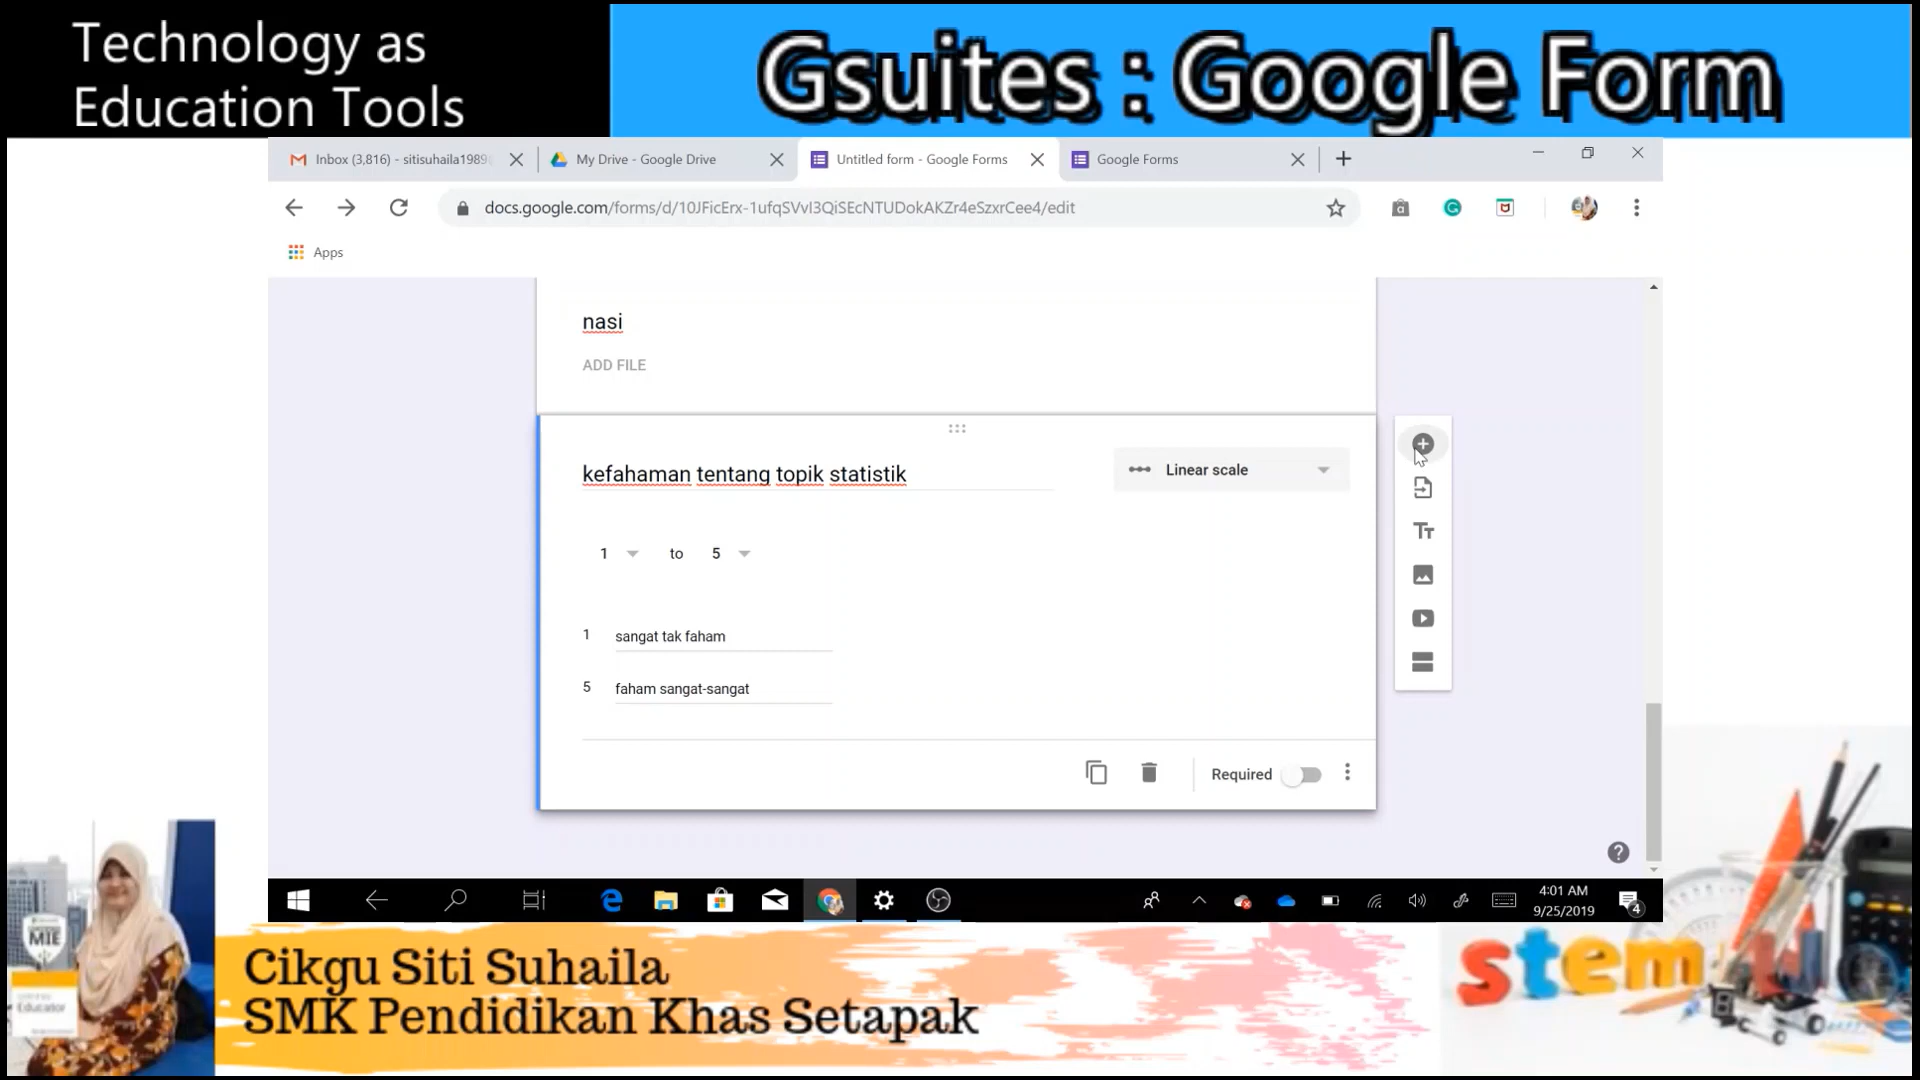 Technology as
Education Tools
Gsuites : Google Form
Inbox (3,816) - sitisuhaila1989
My Drive - Google Drive
Untitled form - Google Forms
Google Forms
docs.google.com/forms/d/10JFicErx-1ufqSVvI3QiSEcNTUDokAKZr4eSzxrCee4/edit
Apps
nasi
ADD FILE
kefahaman tentang topik statistik
Linear scale
1 to 5
1 sangat tak faham
5 faham sangat-sangat
Required
4:01 AM
9/25/2019
4
MIE
Educator
Cikgu Siti Suhaila
SMK Pendidikan Khas Setapak
stem